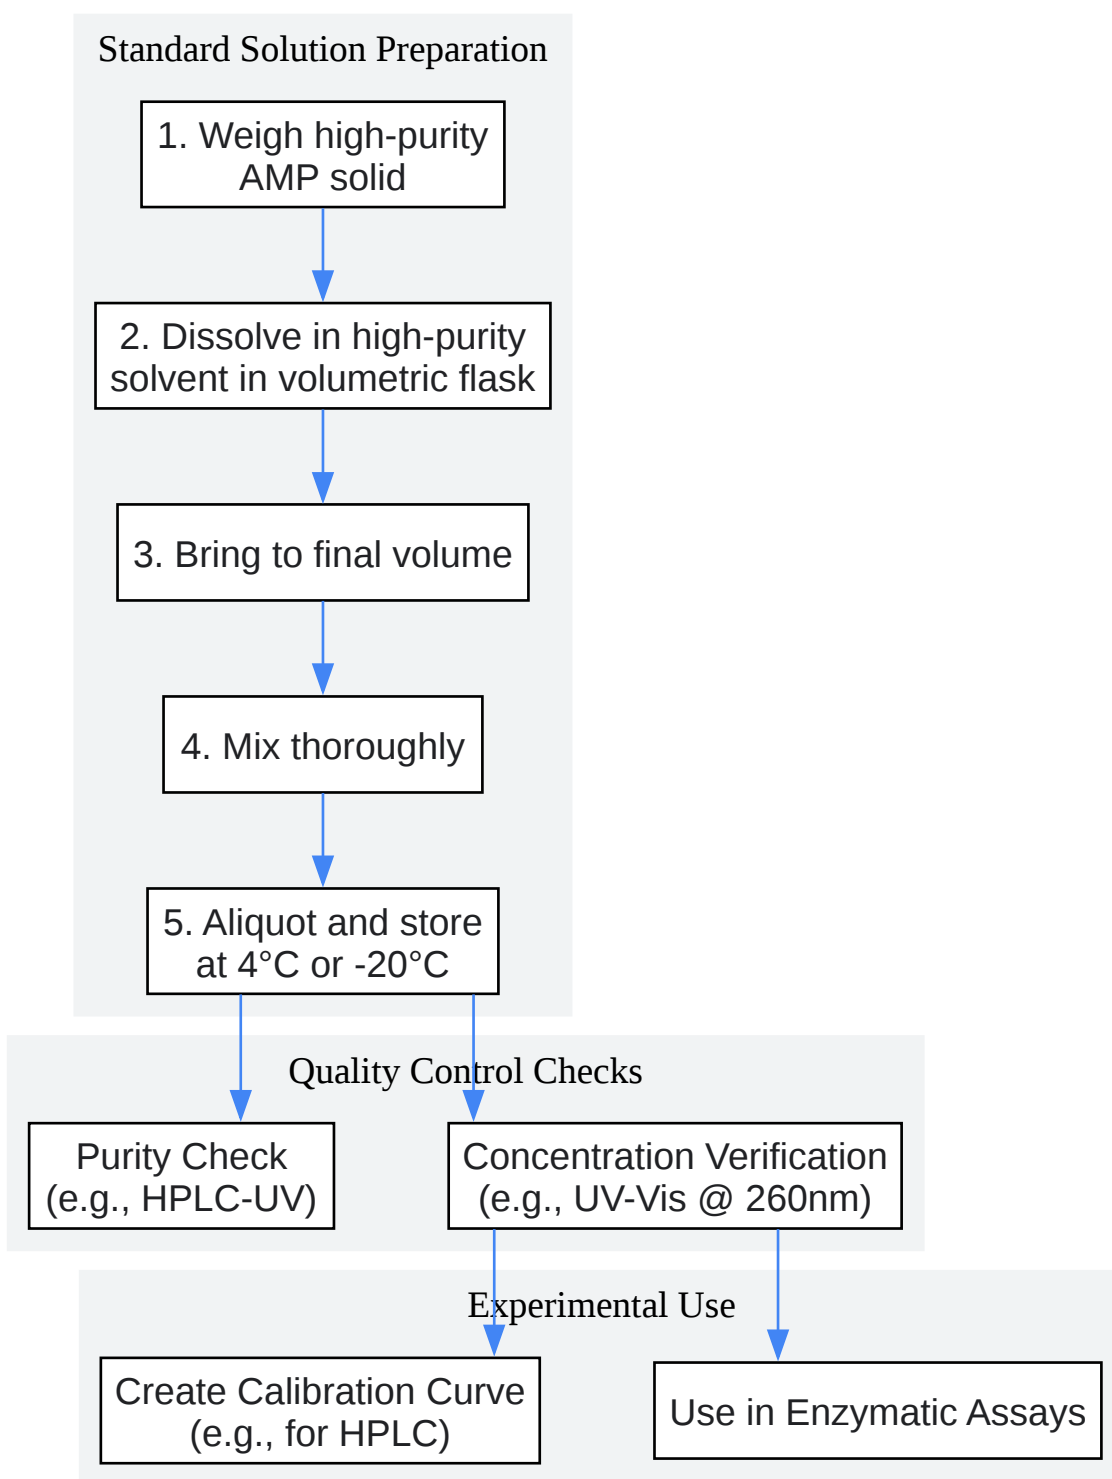 Standard Solution Preparation
1. Weigh high-purity
AMP solid
2. Dissolve in high-purity
solvent in volumetric flask
3. Bring to final volume
4. Mix thoroughly
5. Aliquot and store
at 4°C or -20°C
Quality Control Checks
Purity Check
(e.g., HPLC-UV)
Concentration Verification
(e.g., UV-Vis @ 260nm)
Experimental Use
Create Calibration Curve
(e.g., for HPLC)
Use in Enzymatic Assays